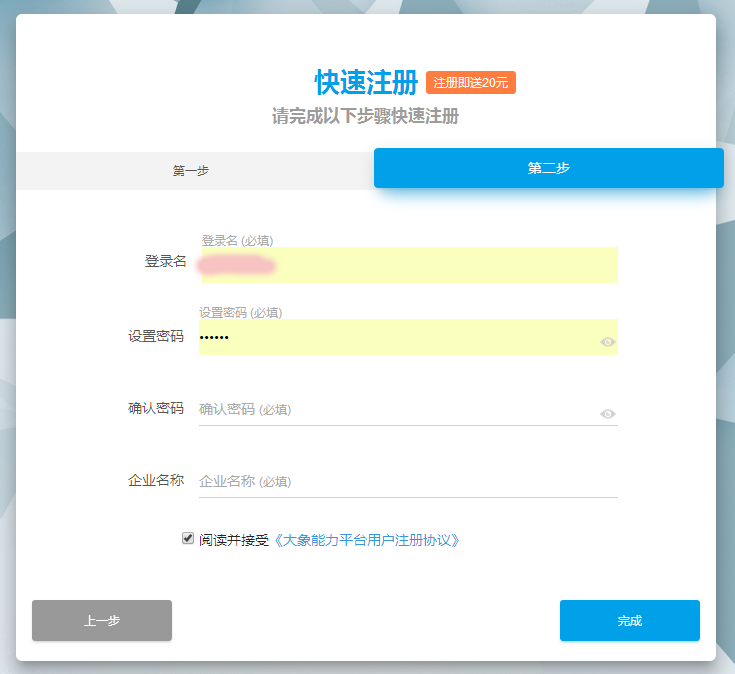 快速注册 注册即送20元
请完成以下步骤快速注册
第一步 第二步
登录名 (必填)
登录名
设置密码 (必填)
设置密码 ••••••
确认密码 确认密码 (必填)
企业名称 企业名称 (必填)
阅读并接受《大象能力平台用户注册协议》
上一步 完成